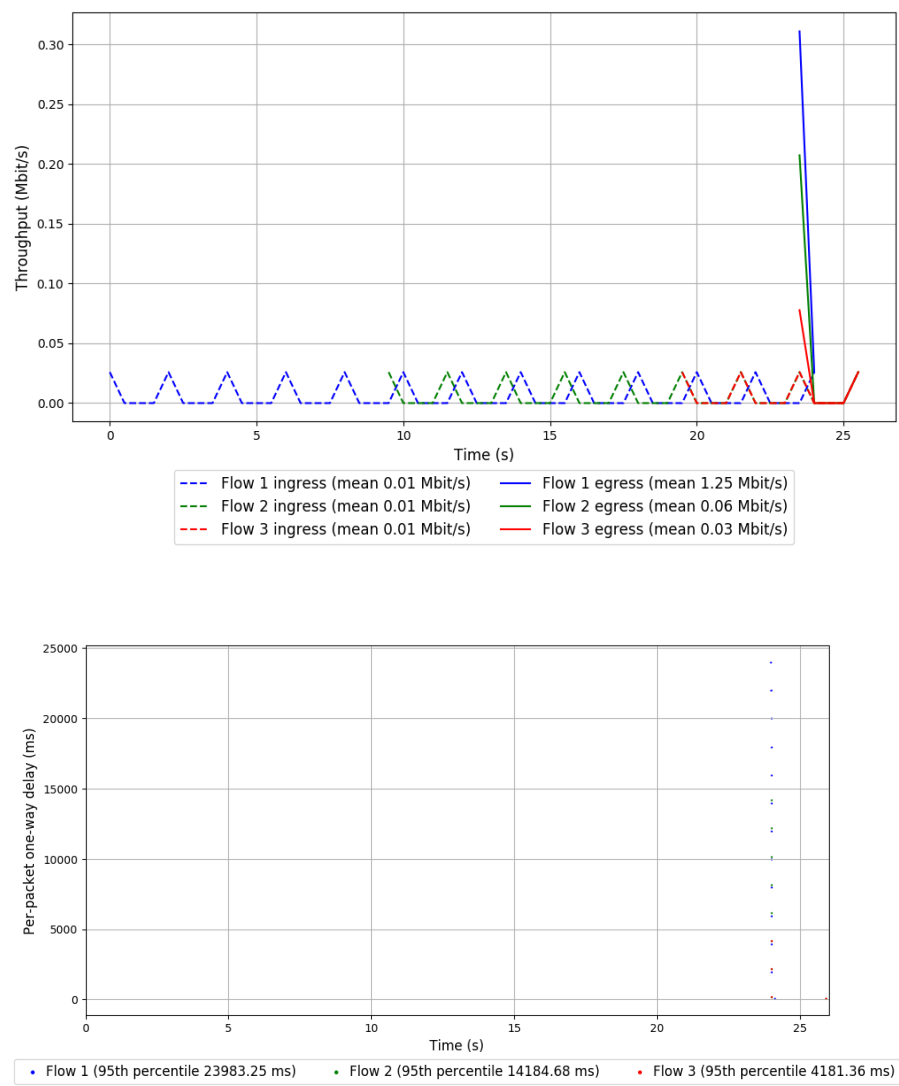 0.30
0.25
0.20
0.15
0.10
0.05
0.00
Throughput (Mbit/s)
0 5 10 15 20 25
Time (s)
Flow 1 ingress (mean 0.01 Mbit/s) Flow 1 egress (mean 1.25 Mbit/s)
Flow 2 ingress (mean 0.01 Mbit/s) Flow 2 egress (mean 0.06 Mbit/s)
Flow 3 ingress (mean 0.01 Mbit/s) Flow 3 egress (mean 0.03 Mbit/s)
25000
20000
15000
10000
5000
0
Per-packet one-way delay (ms)
0 5 10 15 20 25
Time (s)
Flow 1 (95th percentile 23983.25 ms) Flow 2 (95th percentile 14184.68 ms) Flow 3 (95th percentile 4181.36 ms)